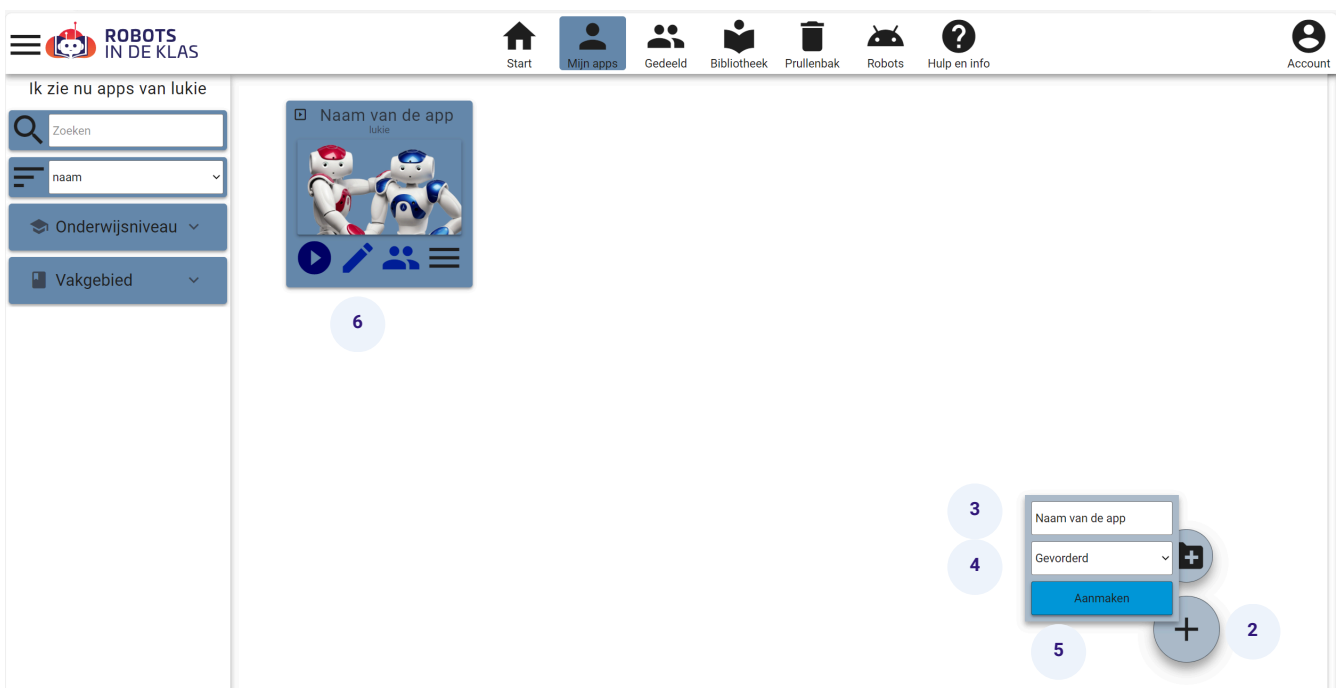 ROBOTS
IN DE KLAS
Start
Mijn apps
Gedeeld
Bibliotheek
Prullenbak
Robots
Hulp en info
Account
Ik zie nu apps van lukie
Zoeken
naam
Onderwijsniveau
Vakgebied
Naam van de app
lukie
6
3
Naam van de app
4
Gevorderd
Aanmaken
2
5